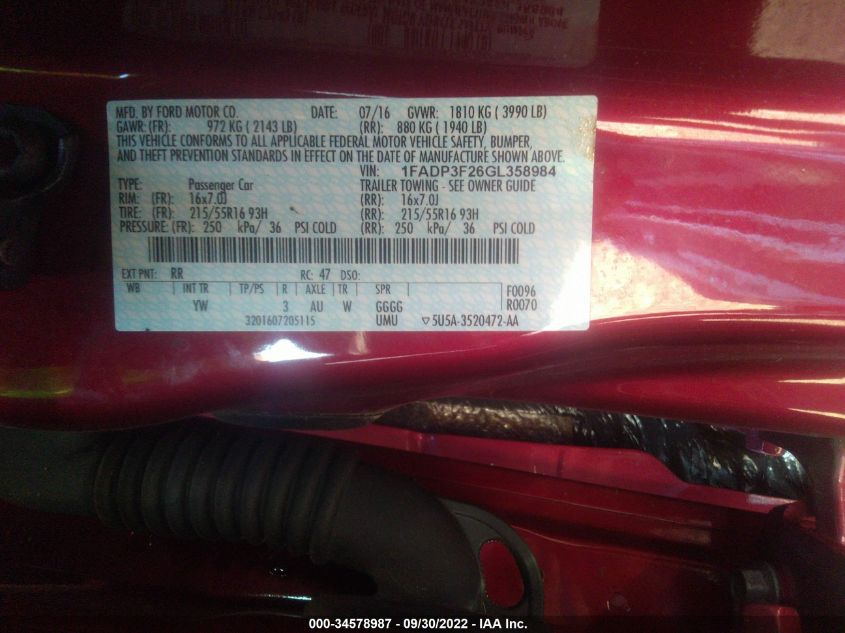 MFD. BY FORD MOTOR CO. DATE: 07/16 GVWR: 1810 KG ( 3990 LB)
GAWR: (FR): 972 KG ( 2143 LB) (RR): 880 KG ( 1940 LB)
THIS VEHICLE CONFORMS TO ALL APPLICABLE FEDERAL MOTOR VEHICLE SAFETY, BUMPER,
AND THEFT PREVENTION STANDARDS IN EFFECT ON THE DATE OF MANUFACTURE SHOWN ABOVE.
VIN: 1FADP3F26GL358984
TYPE: Passenger Car TRAILER TOWING - SEE OWNER GUIDE
RIM: (FR): 16x7.0J (RR): 16x7.0J
TIRE: (FR): 215/55R16 93H (RR): 215/55R16 93H
PRESSURE: (FR): 250 kPa/ 36 PSI COLD (RR): 250 kPa/ 36 PSI COLD
EXT PNT: RR RC: 47 DSO:
WB INT TR TP/PS R AXLE TR SPR F0096
YW 3 AU W GGGG R0070
3201607205115 UMU ▽5U5A-3520472-AA
000-34578987 - 09/30/2022 - IAA Inc.